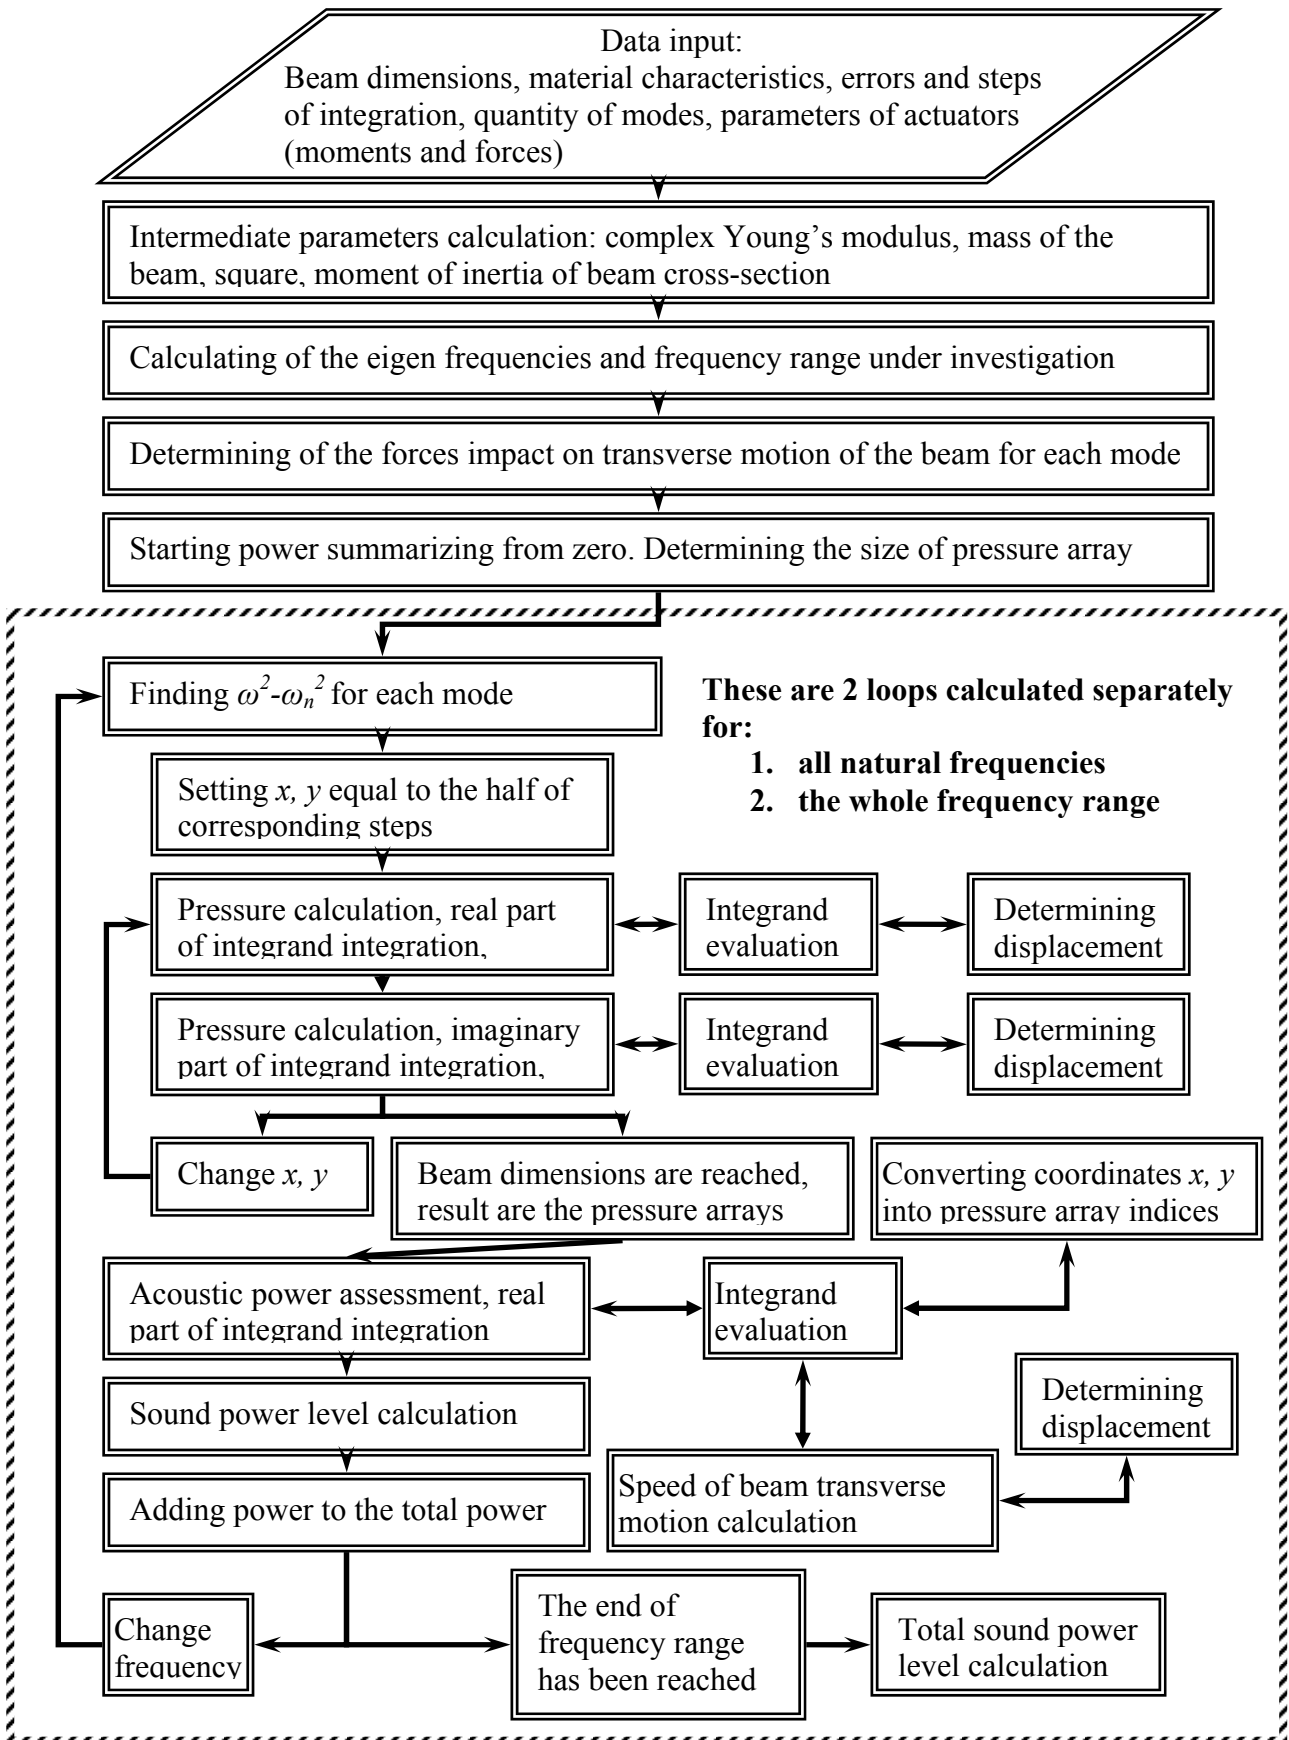 Data input:
Beam dimensions, material characteristics, errors and steps
of integration, quantity of modes, parameters of actuators
(moments and forces)
Intermediate parameters calculation: complex Young's modulus, mass of the
beam, square, moment of inertia of beam cross-section
Calculating of the eigen frequencies and frequency range under investigation
Determining of the forces impact on transverse motion of the beam for each mode
Starting power summarizing from zero. Determining the size of pressure array
Finding ω²-ωₙ² for each mode
These are 2 loops calculated separately
for:
1. all natural frequencies
2. the whole frequency range
Setting x, y equal to the half of
corresponding steps
Pressure calculation, real part
of integrand integration,
Integrand
evaluation
Determining
displacement
Pressure calculation, imaginary
part of integrand integration,
Integrand
evaluation
Determining
displacement
Change x, y
Beam dimensions are reached,
result are the pressure arrays
Converting coordinates x, y
into pressure array indices
Acoustic power assessment, real
part of integrand integration
Integrand
evaluation
Determining
displacement
Sound power level calculation
Speed of beam transverse
motion calculation
Adding power to the total power
Change
frequency
The end of
frequency range
has been reached
Total sound power
level calculation